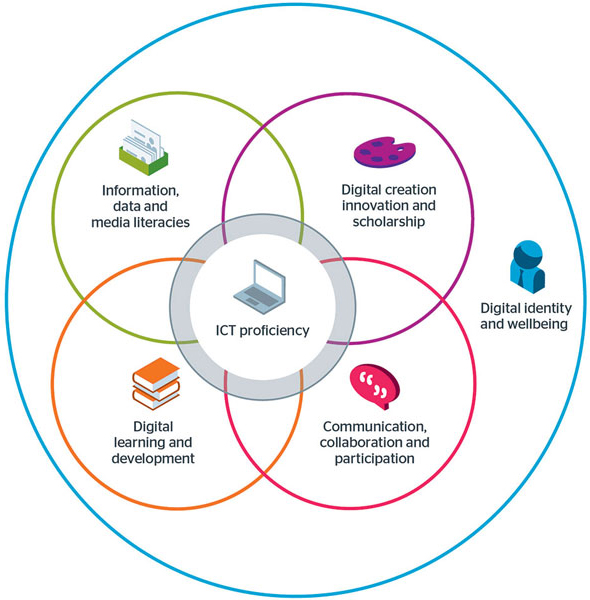 Information,
data and
media literacies
Digital creation
innovation and
scholarship
ICT proficiency
Digital identity
and wellbeing
Digital
learning and
development
Communication,
collaboration and
participation